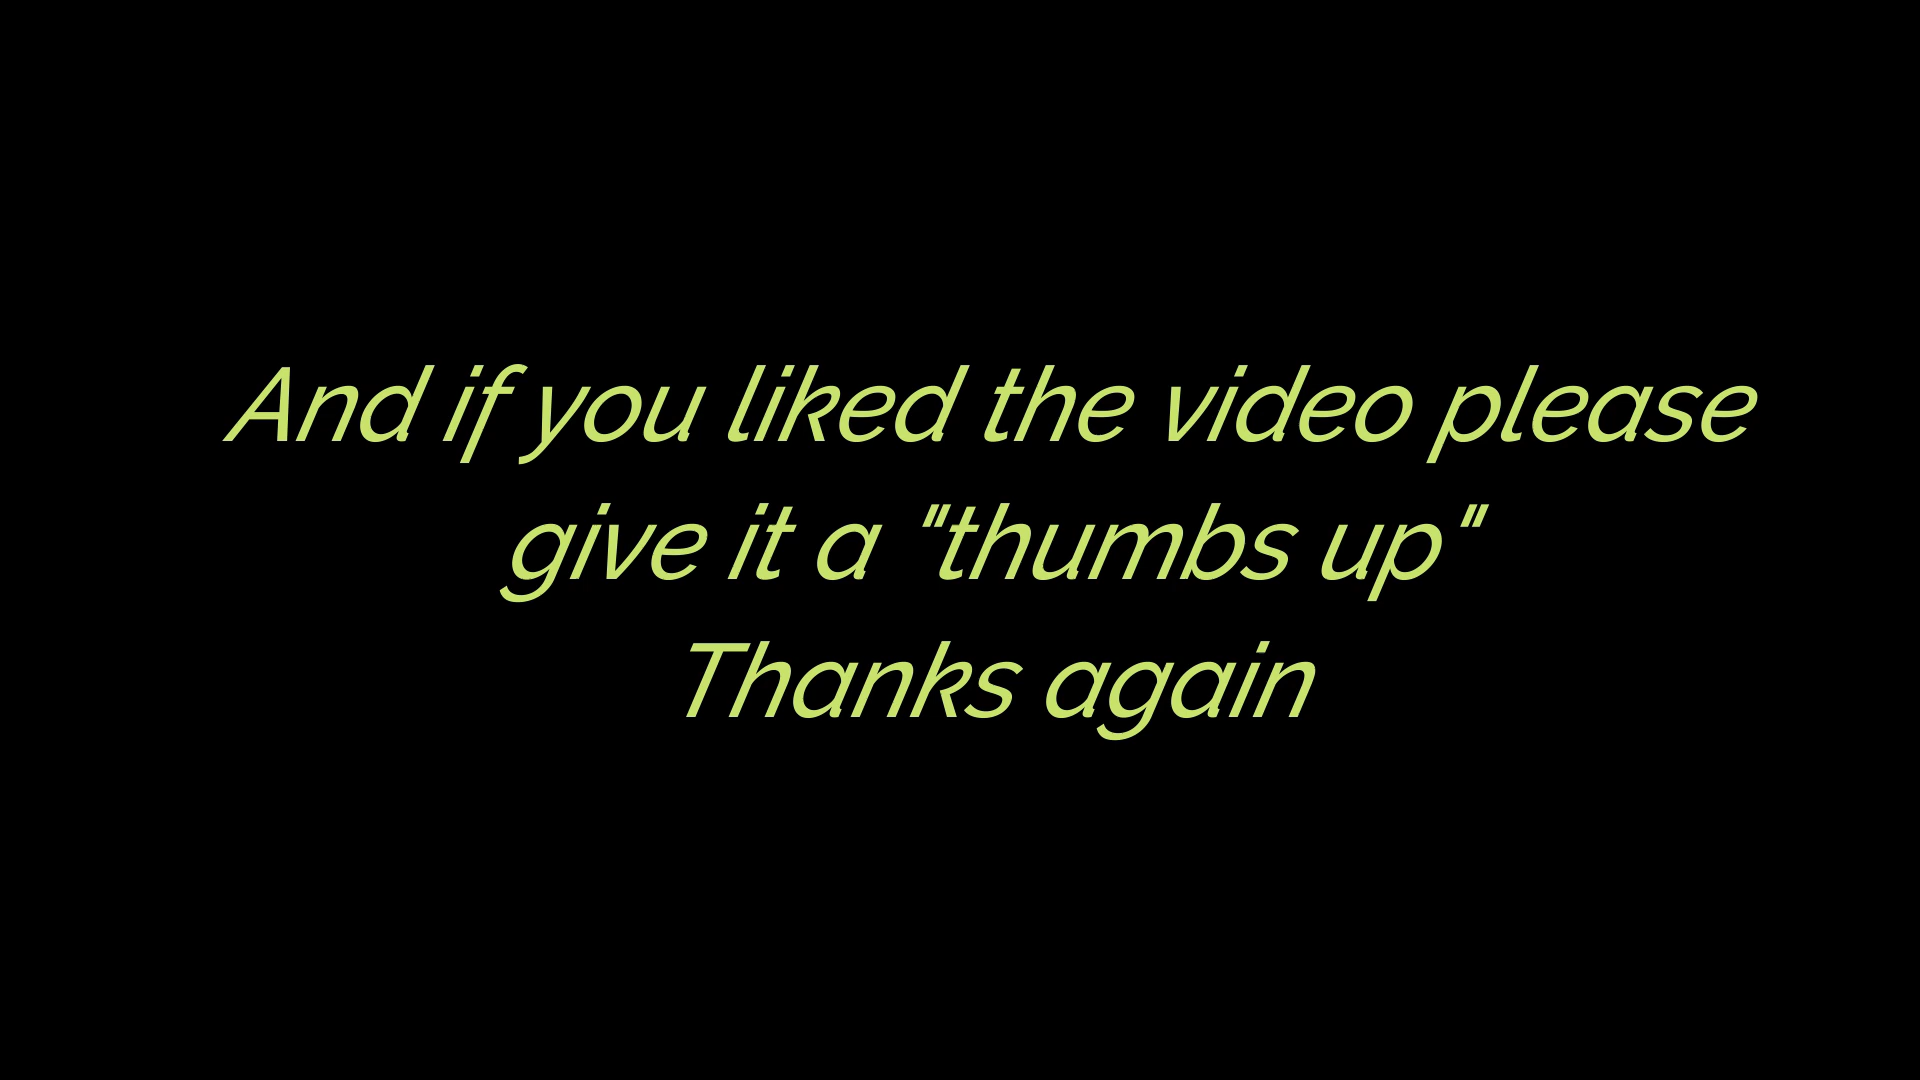 And if you liked the video please
give it a "thumbs up"
Thanks again